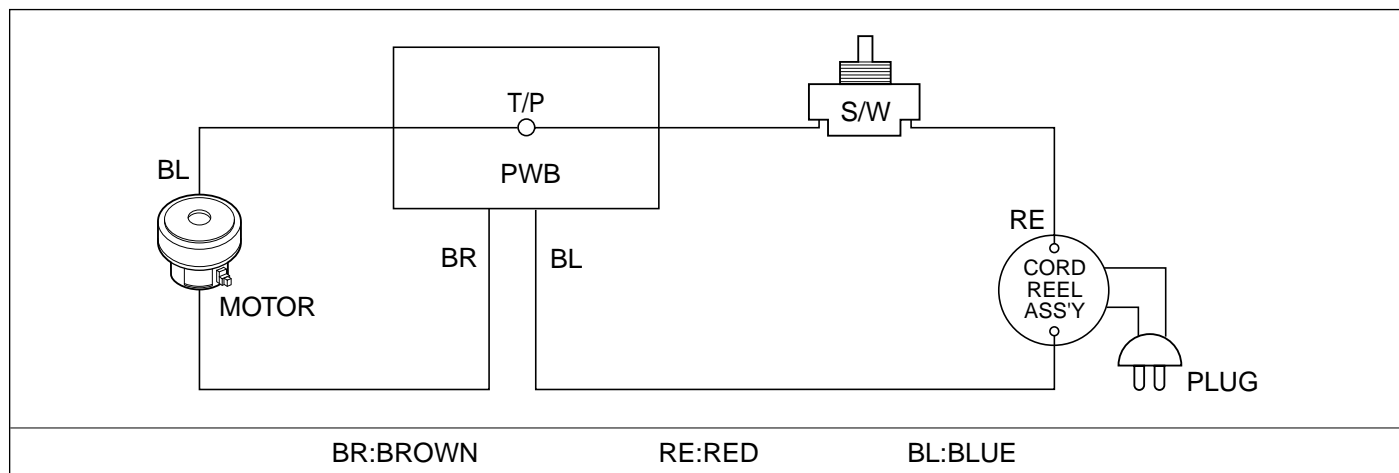 T/P
S/W
BL
PWB
RE
BR
BL
CORD
REEL
ASS'Y
MOTOR
PLUG
BR:BROWN RE:RED BL:BLUE